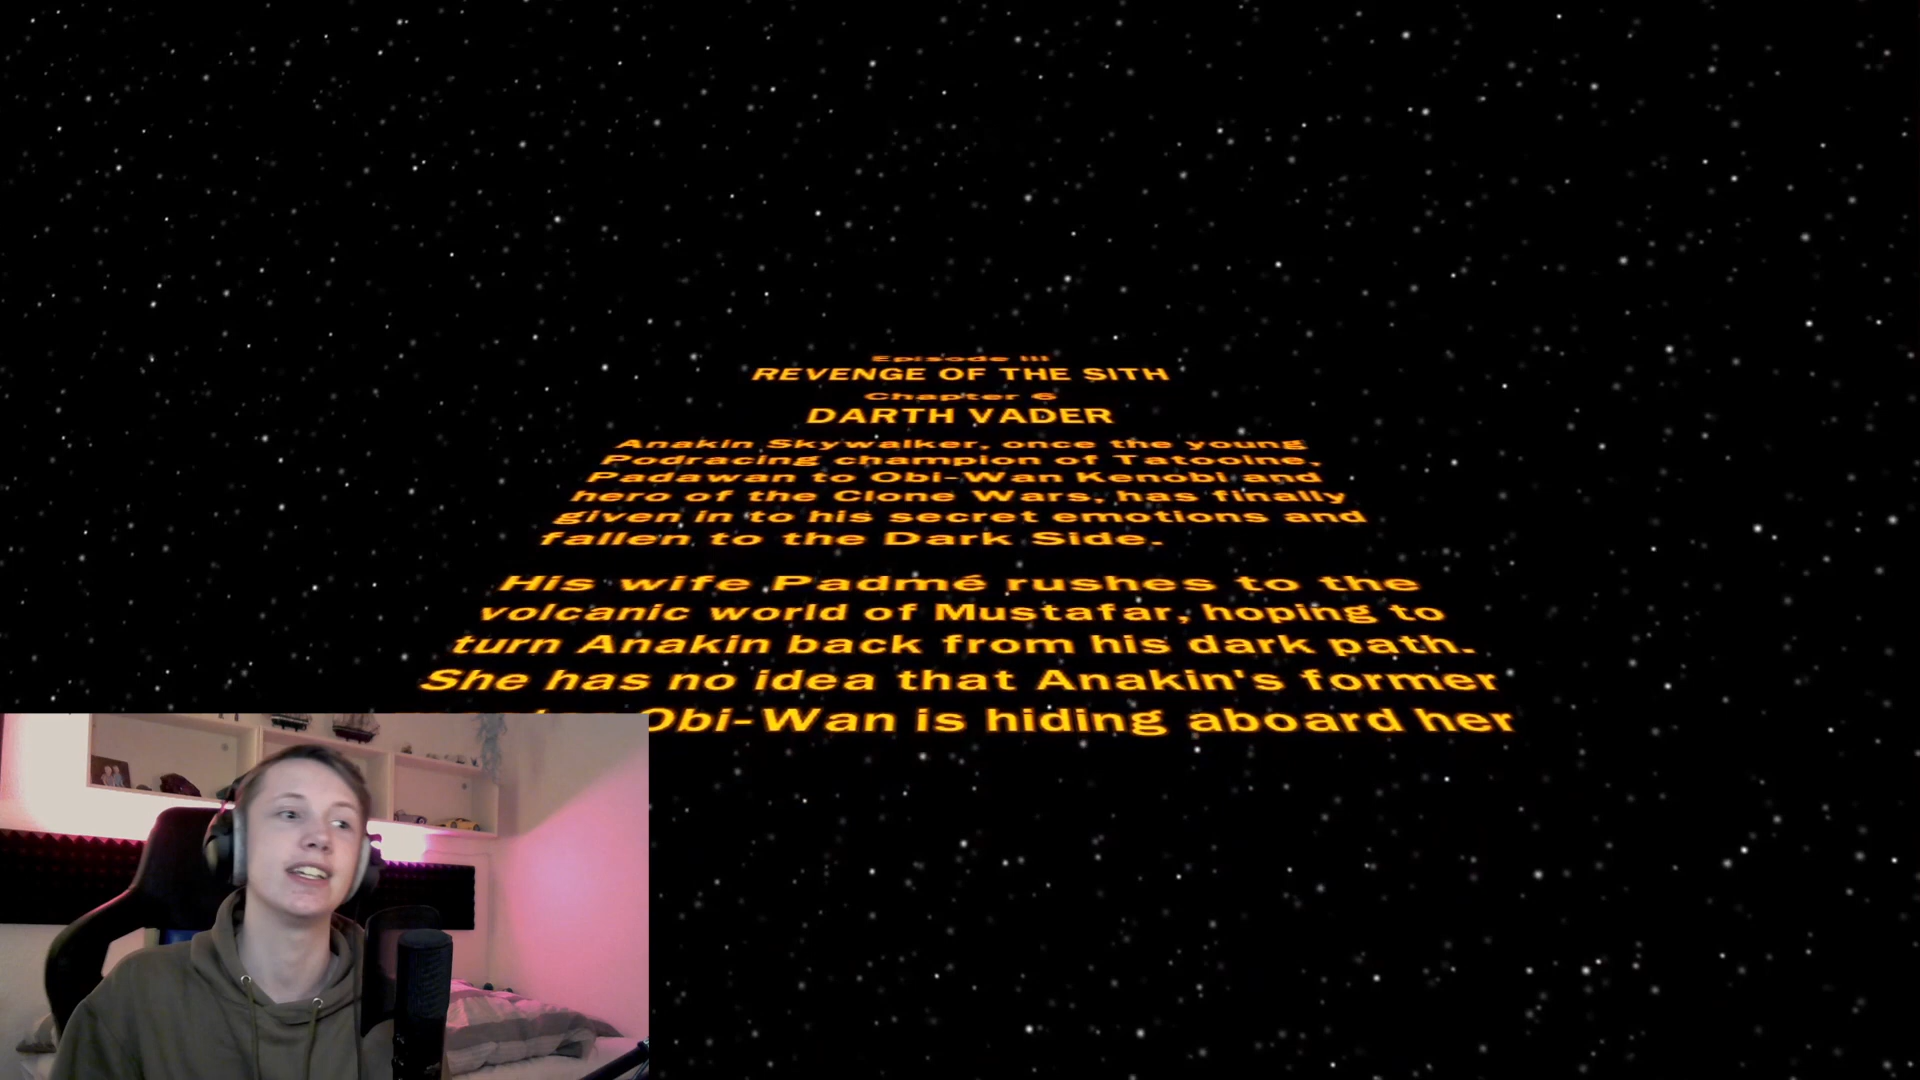 Episode III
REVENGE OF THE SITH
Chapter 6
DARTH VADER
Anakin Skywalker, once the young
Podracing champion of Tatooine,
Padawan to Obi-Wan Kenobi and
hero of the Clone Wars, has finally
given in to his secret emotions and
fallen to the Dark Side.
His wife Padmé rushes to the
volcanic world of Mustafar, hoping to
turn Anakin back from his dark path.
She has no idea that Anakin's former
Obi-Wan is hiding aboard her